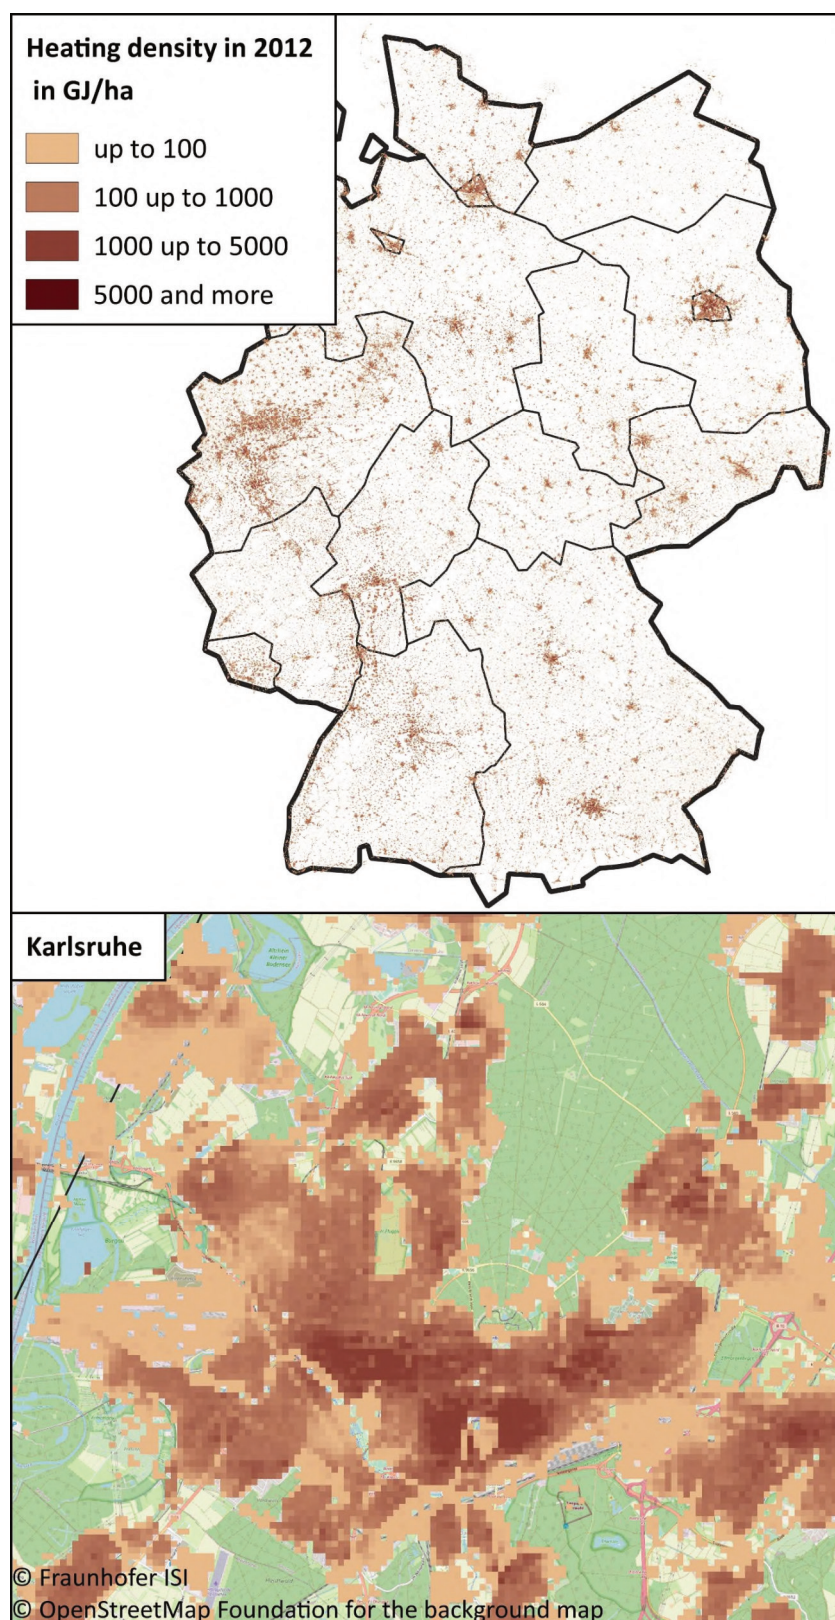 Heating density in 2012
in GJ/ha
up to 100
100 up to 1000
1000 up to 5000
5000 and more
Karlsruhe
© Fraunhofer ISI
© OpenStreetMap Foundation for the background map